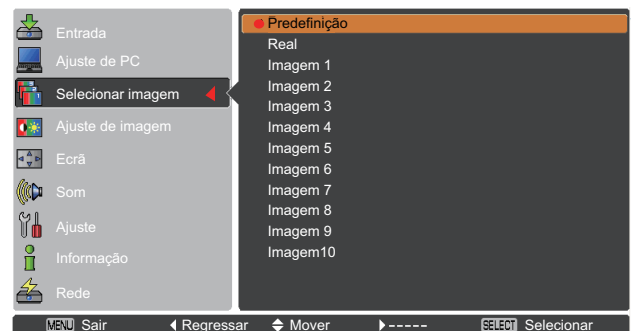 Entrada
Ajuste de PC
Selecionar imagem
Ajuste de imagem
Ecrã
Som
Ajuste
Informação
Rede
Predefinição
Real
Imagem 1
Imagem 2
Imagem 3
Imagem 4
Imagem 5
Imagem 6
Imagem 7
Imagem 8
Imagem 9
Imagem10
MENU Sair Regressar Mover ----- SELECT Selecionar